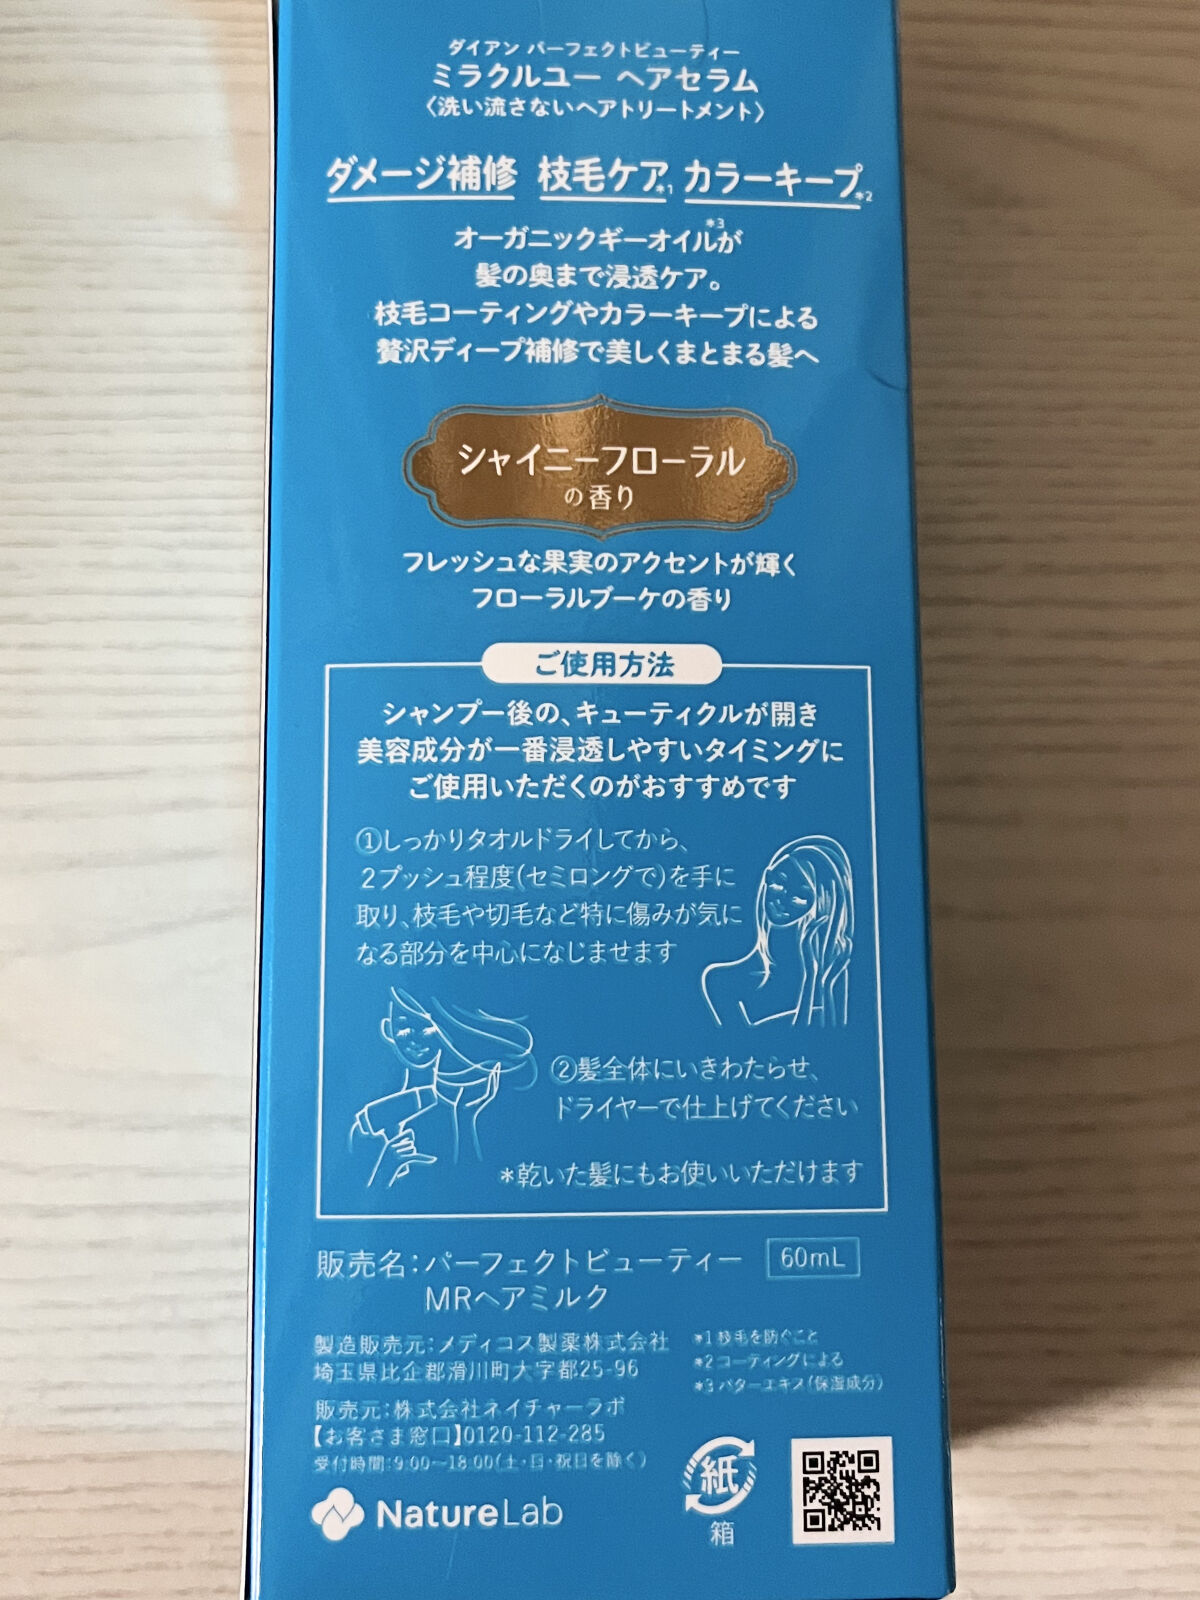 ダイアン パーフェクトビューティー
ミラクルユー ヘアセラム
〈洗い流さないヘアトリートメント〉
ダメージ補修 枝毛ケア*1 カラーキープ*2
オーガニックギーオイル*3が
髪の奥まで浸透ケア。
枝毛コーティングやカラーキープによる
贅沢ディープ補修で美しくまとまる髪へ
シャイニーフローラル
の香り
フレッシュな果実のアクセントが輝く
フローラルブーケの香り
ご使用方法
シャンプー後の、キューティクルが開き
美容成分が一番浸透しやすいタイミングに
ご使用いただくのがおすすめです
①しっかりタオルドライしてから、
2プッシュ程度(セミロングで)を手に
取り、枝毛や切毛など特に傷みが気に
なる部分を中心になじませます
②髪全体にいきわたらせ、
ドライヤーで仕上げてください
*乾いた髪にもお使いいただけます
販売名:パーフェクトビューティー
MRヘアミルク
60mL
製造販売元:メディコス製薬株式会社
埼玉県比企郡滑川町大字都25-96
販売元:株式会社ネイチャーラボ
【お客さま窓口】0120-112-285
受付時間:9:00〜18:00(土・日・祝日を除く)
*1 枝毛を防ぐこと
*2 コーティングによる
*3 バターエキス(保湿成分)
NatureLab
紙
箱